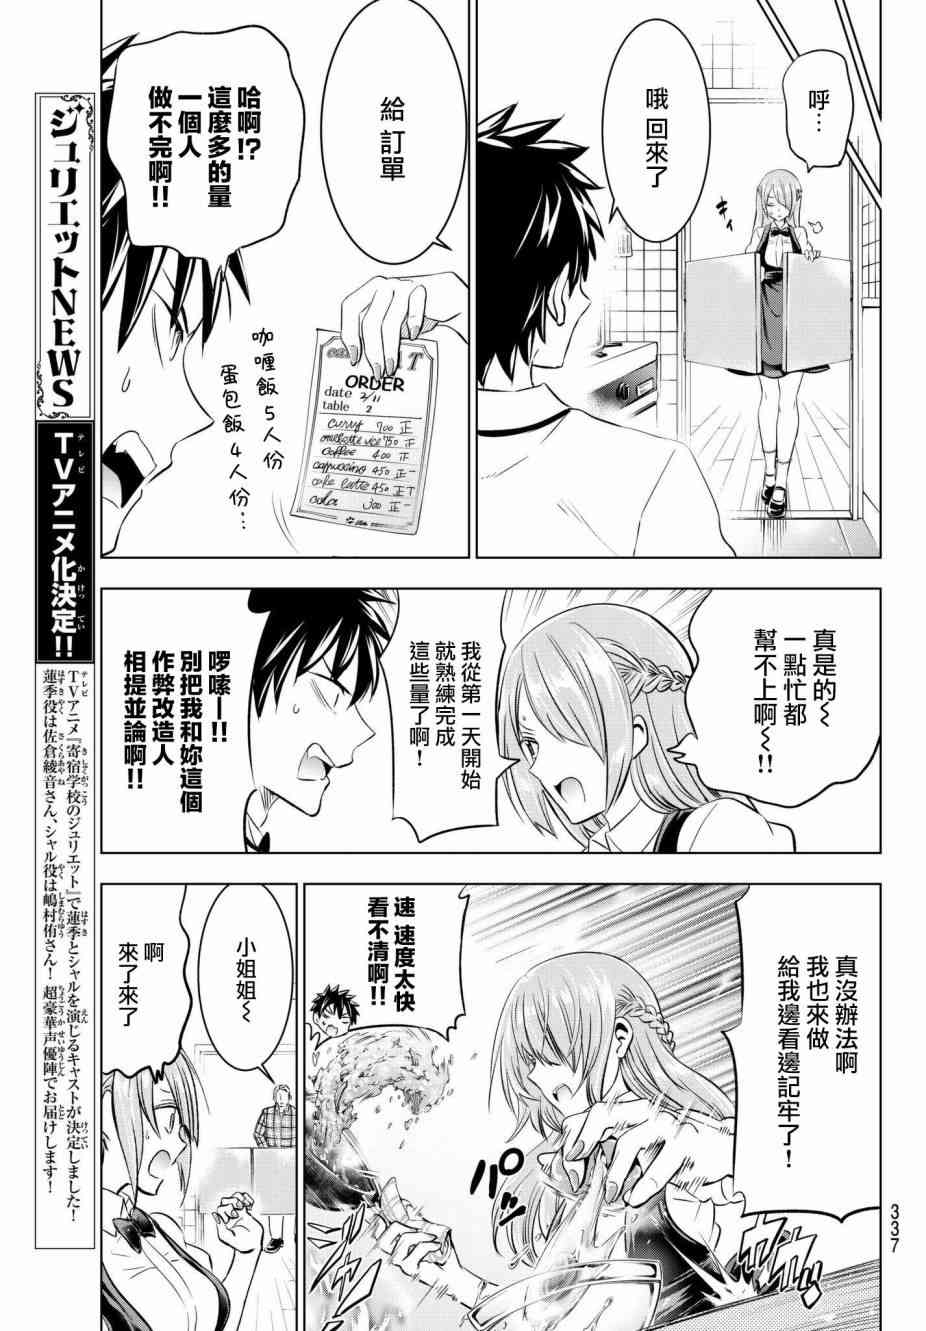 呼…
哦 回來了
キィ
給 訂單
哈啊!?
這麼多的量
一個人
做不完啊!!
ORDER
date 2/11
table 2
curry 700 正
coffee 400 正
cappuccino 450 正一
cola 300 正一
咖喱飯5人份
蛋包飯4人份…
真是的~
一點忙都
幫不上啊~!!
我從第一天開始
就熟練完成
這些量了啊!
啰嗦ー!!
別把我和妳這個
作弊改造人
相提並論啊!!
真沒辦法啊
我也來做
給我邊看邊記牢了!
速 速度太快
看不清啊!!
小姐姐~
啊
來了來了
337
ジュリエットNEWS
TVアニメ化決定!!
TVアニメ『寄宿学校のジュリエット』で蓮季とシャルを演じるキャストが決定しました!
蓮季役は佐倉綾音さん、シャル役は嶋村侑さん! 超豪華声優陣でお届けします!